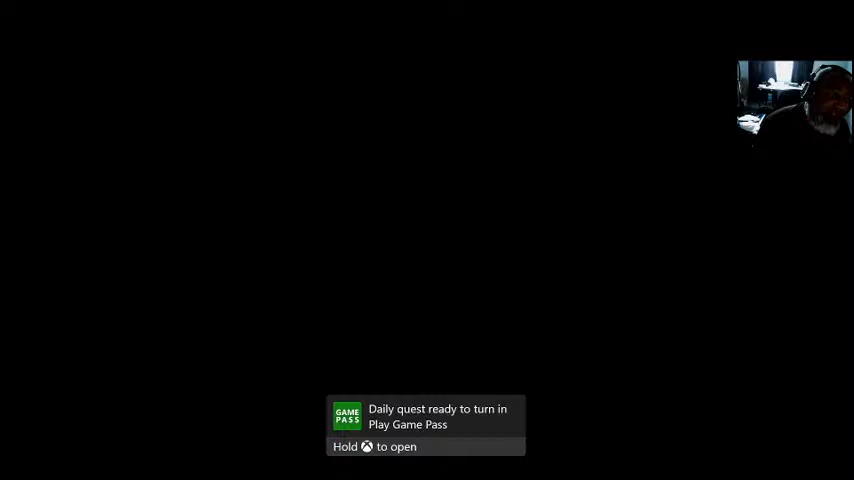 GAME
PASS
Daily quest ready to turn in
Play Game Pass
Hold to open